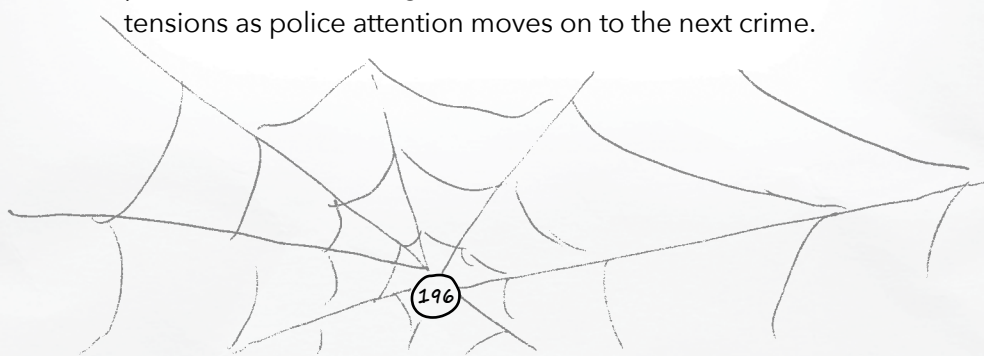 tensions as police attention moves on to the next crime.
196